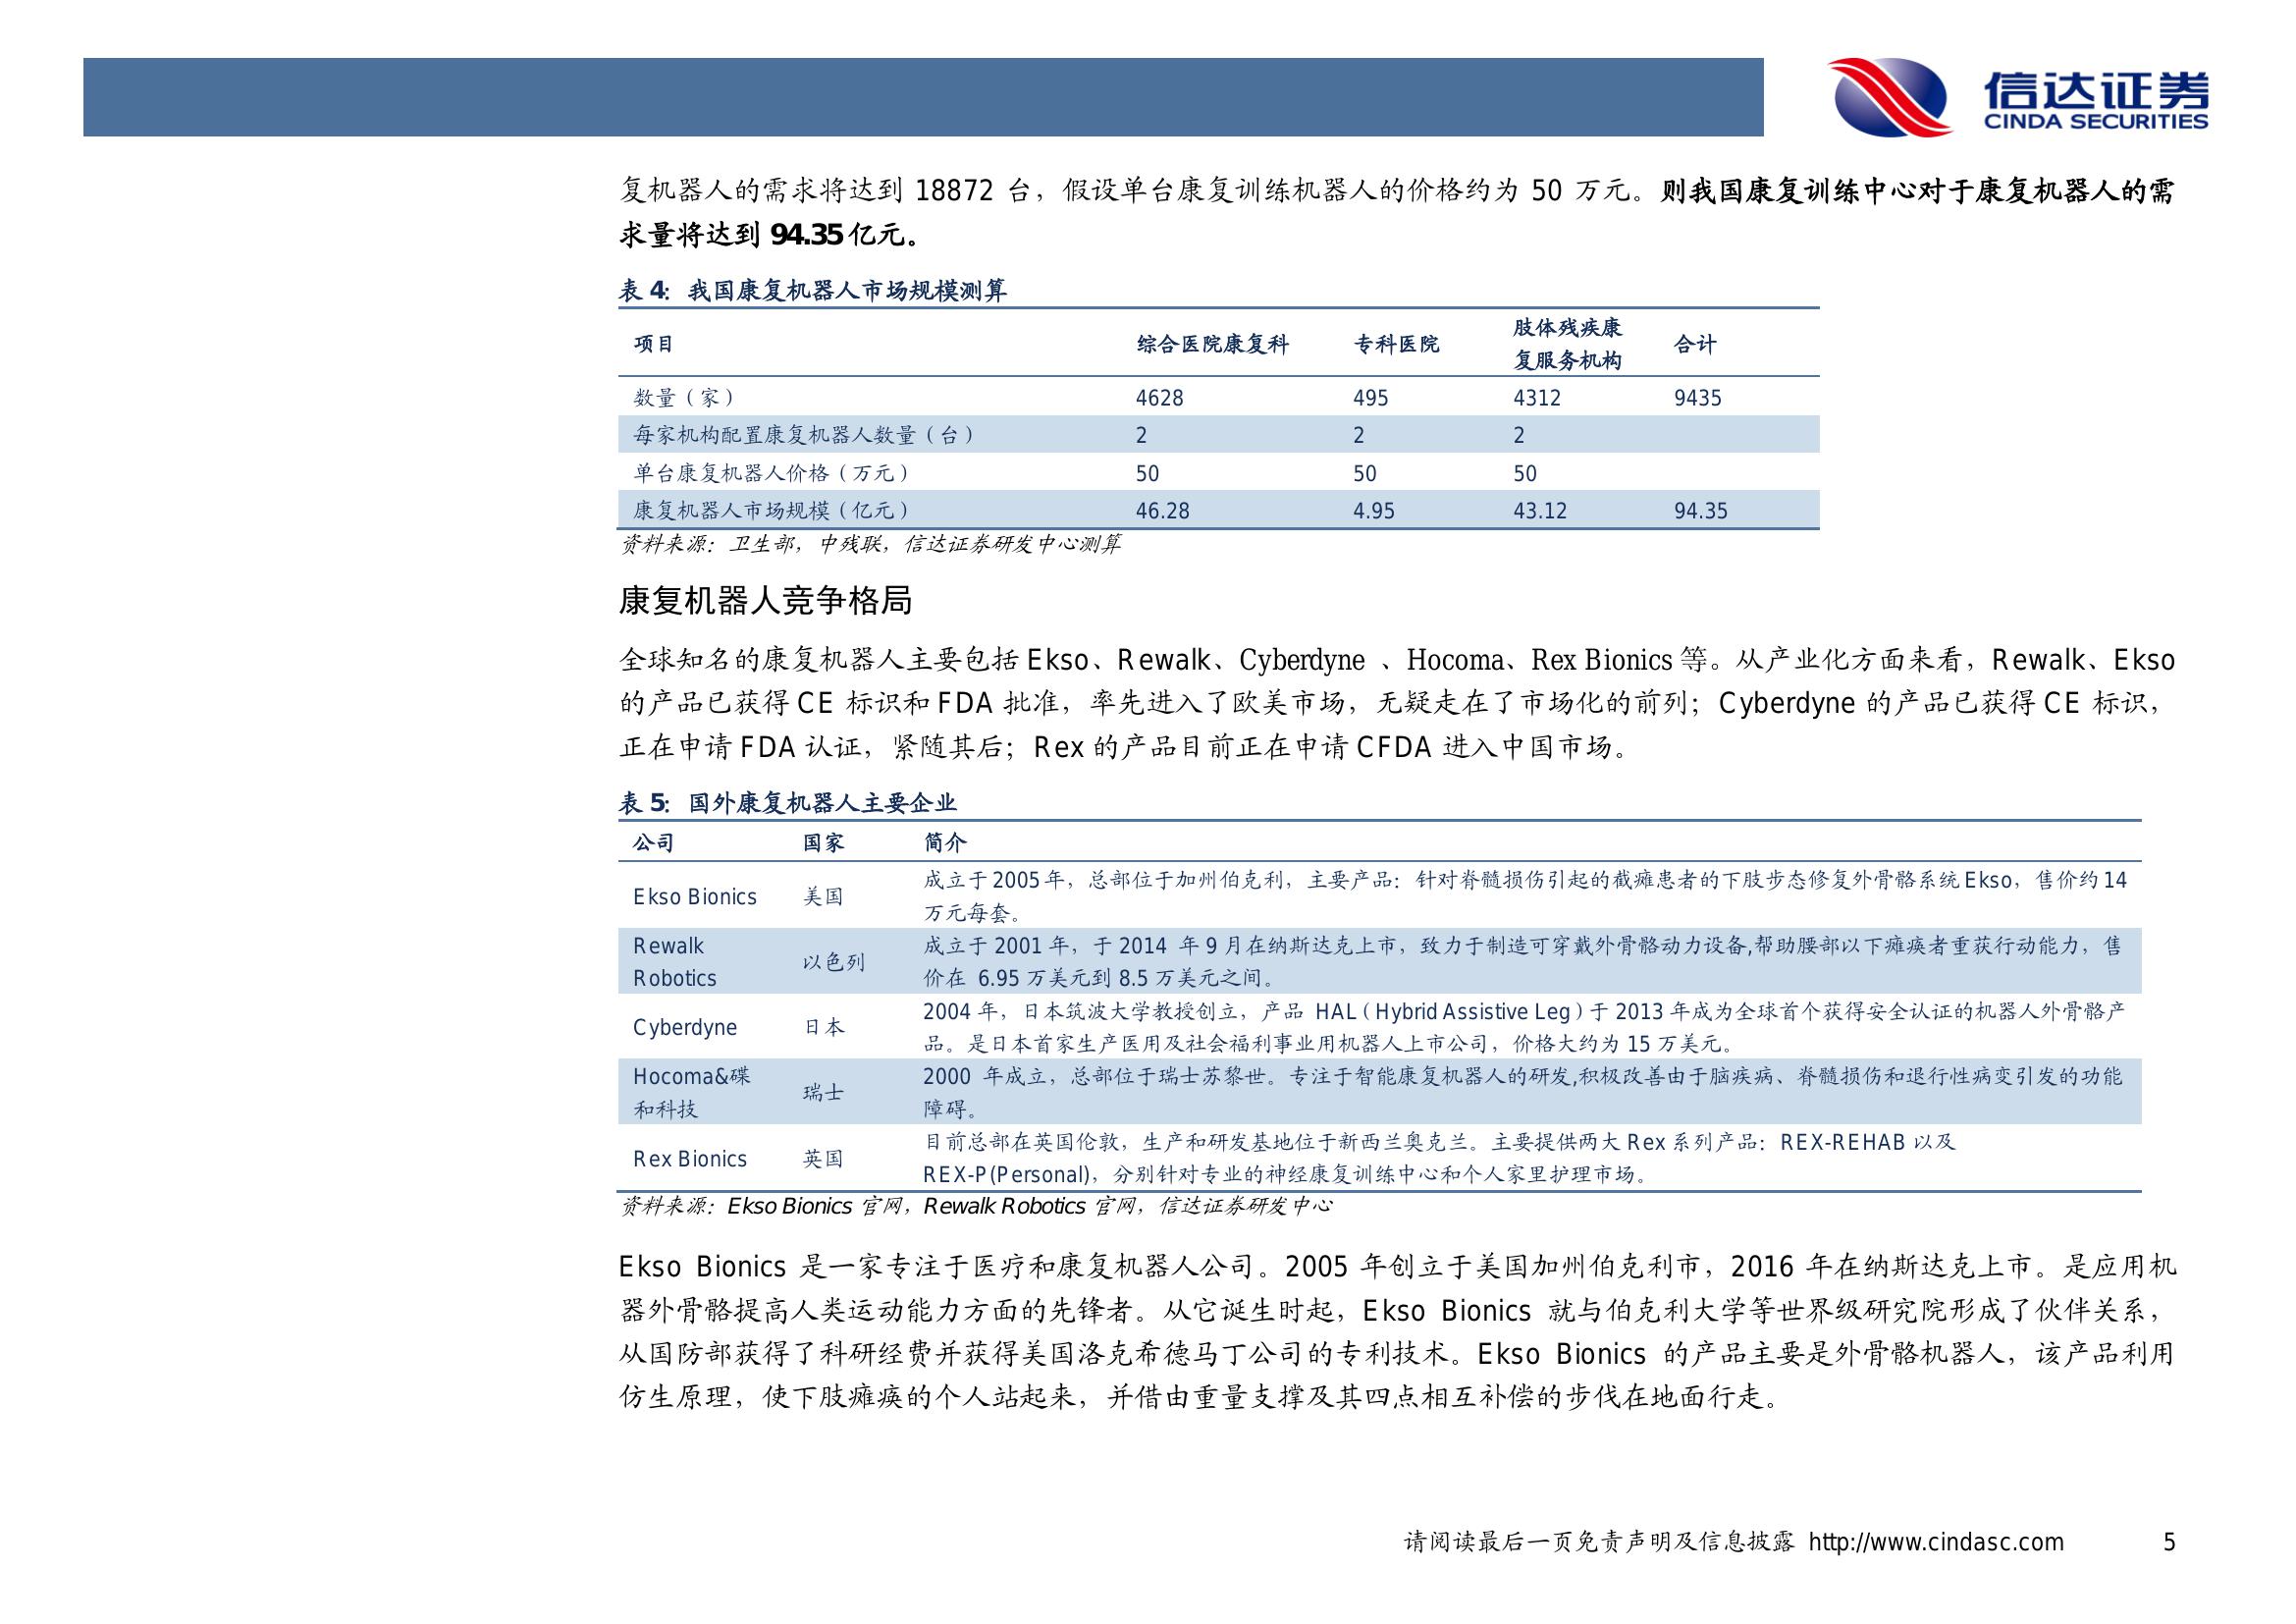 信达证券
CINDA SECURITIES
复机器人的需求将达到 18872 台，假设单台康复训练机器人的价格约为 50 万元。则我国康复训练中心对于康复机器人的需
求量将达到 94.35 亿元。
表 4：我国康复机器人市场规模测算
项目 综合医院康复科 专科医院 肢体残疾康 合计
复服务机构
数量（家） 4628 495 4312 9435
每家机构配置康复机器人数量（台） 2 2 2
单台康复机器人价格（万元） 50 50 50
康复机器人市场规模（亿元） 46.28 4.95 43.12 94.35
资料来源：卫生部，中残联，信达证券研发中心测算
康复机器人竞争格局
全球知名的康复机器人主要包括 Ekso、Rewalk、Cyberdyne 、Hocoma、Rex Bionics 等。从产业化方面来看，Rewalk、Ekso
的产品已获得 CE 标识和 FDA 批准，率先进入了欧美市场，无疑走在了市场化的前列；Cyberdyne 的产品已获得 CE 标识，
正在申请 FDA 认证，紧随其后；Rex 的产品目前正在申请 CFDA 进入中国市场。
表 5：国外康复机器人主要企业
公司 国家 简介
Ekso Bionics 美国 成立于 2005 年，总部位于加州伯克利，主要产品：针对脊髓损伤引起的截瘫患者的下肢步态修复外骨骼系统 Ekso，售价约 14
万元每套。
Rewalk
Robotics 以色列 成立于 2001 年，于 2014 年 9 月在纳斯达克上市，致力于制造可穿戴外骨骼动力设备,帮助腰部以下瘫痪者重获行动能力，售
价在 6.95 万美元到 8.5 万美元之间。
Cyberdyne 日本 2004 年，日本筑波大学教授创立，产品 HAL（Hybrid Assistive Leg）于 2013 年成为全球首个获得安全认证的机器人外骨骼产
品。是日本首家生产医用及社会福利事业用机器人上市公司，价格大约为 15 万美元。
Hocoma&碟
和科技 瑞士 2000 年成立，总部位于瑞士苏黎世。专注于智能康复机器人的研发,积极改善由于脑疾病、脊髓损伤和退行性病变引发的功能
障碍。
Rex Bionics 英国 目前总部在英国伦敦，生产和研发基地位于新西兰奥克兰。主要提供两大 Rex 系列产品：REX-REHAB 以及
REX-P(Personal)，分别针对专业的神经康复训练中心和个人家里护理市场。
资料来源：Ekso Bionics 官网，Rewalk Robotics 官网，信达证券研发中心
Ekso Bionics 是一家专注于医疗和康复机器人公司。2005 年创立于美国加州伯克利市，2016 年在纳斯达克上市。是应用机
器外骨骼提高人类运动能力方面的先锋者。从它诞生时起，Ekso Bionics 就与伯克利大学等世界级研究院形成了伙伴关系，
从国防部获得了科研经费并获得美国洛克希德马丁公司的专利技术。Ekso Bionics 的产品主要是外骨骼机器人，该产品利用
仿生原理，使下肢瘫痪的个人站起来，并借由重量支撑及其四点相互补偿的步伐在地面行走。
请阅读最后一页免责声明及信息披露 http://www.cindasc.com 5